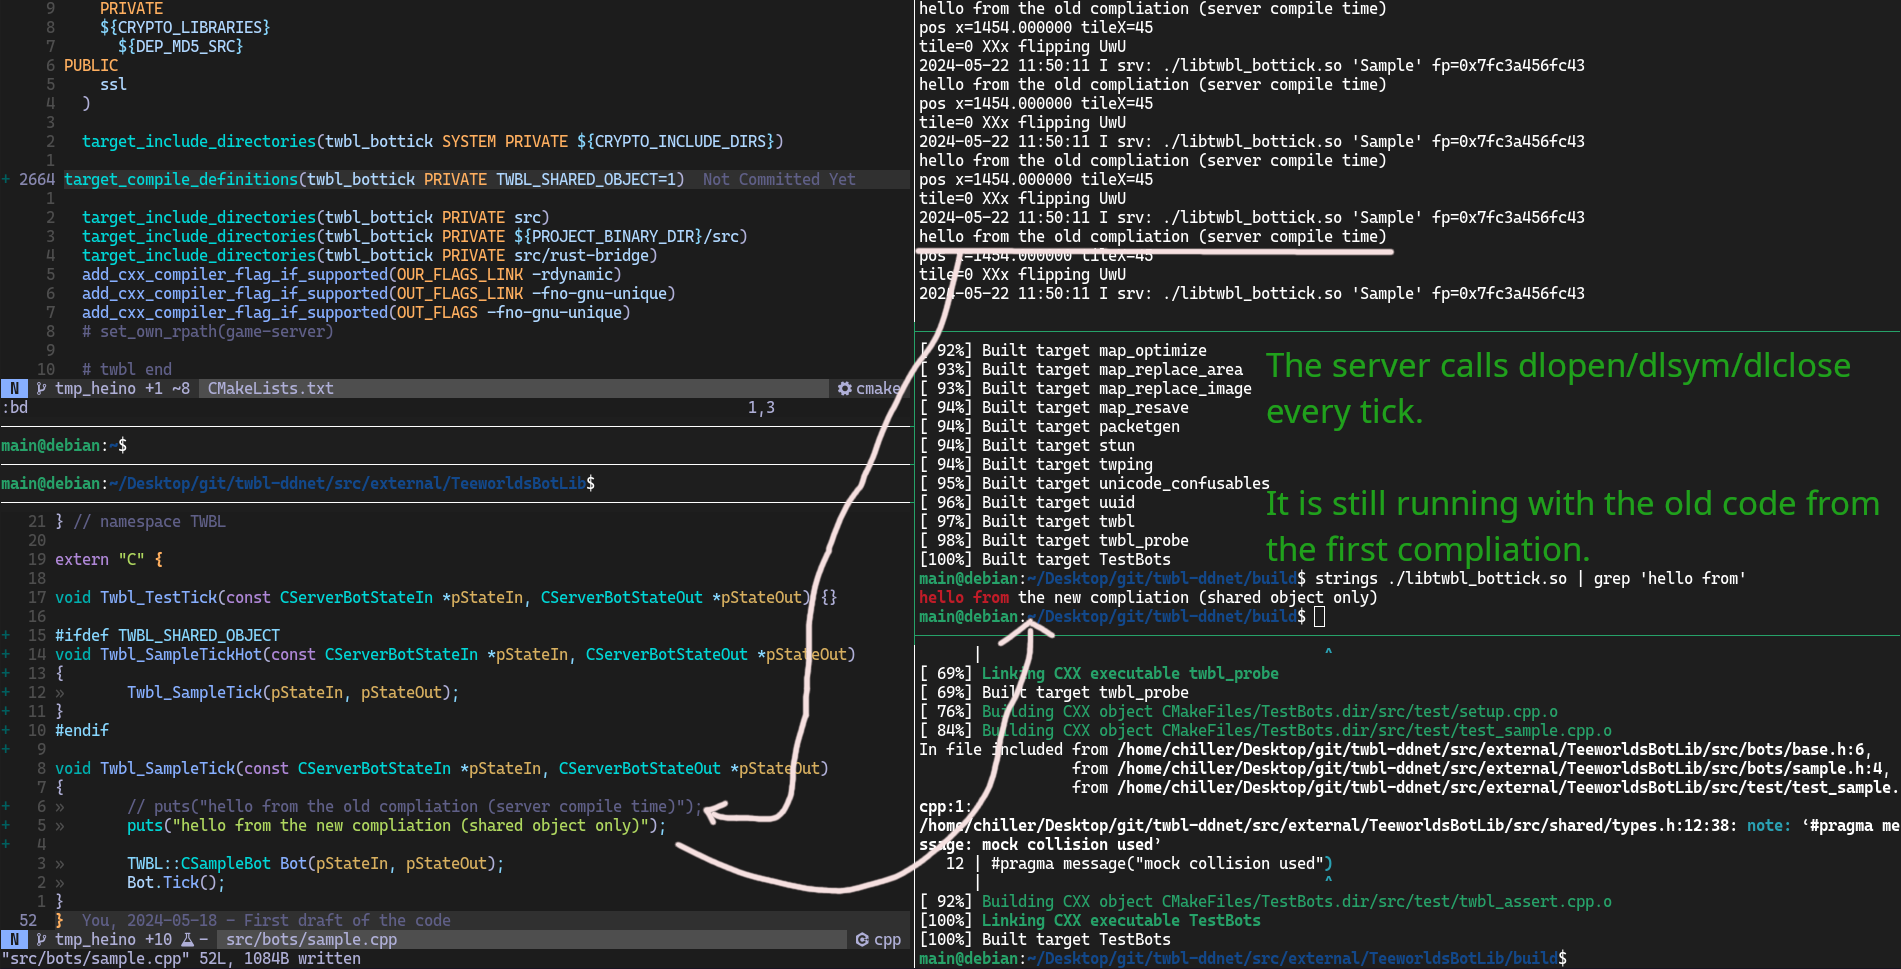 9     PRIVATE
8     ${CRYPTO_LIBRARIES}
7       ${DEP_MD5_SRC}
6 PUBLIC
5     ssl
4   )
3
2   target_include_directories(twbl_bottick SYSTEM PRIVATE ${CRYPTO_INCLUDE_DIRS})
1
+ 2664 target_compile_definitions(twbl_bottick PRIVATE TWBL_SHARED_OBJECT=1)  Not Committed Yet
1
2   target_include_directories(twbl_bottick PRIVATE src)
3   target_include_directories(twbl_bottick PRIVATE ${PROJECT_BINARY_DIR}/src)
4   target_include_directories(twbl_bottick PRIVATE src/rust-bridge)
5   add_cxx_compiler_flag_if_supported(OUR_FLAGS_LINK -rdynamic)
6   add_cxx_compiler_flag_if_supported(OUT_FLAGS_LINK -fno-gnu-unique)
7   add_cxx_compiler_flag_if_supported(OUT_FLAGS -fno-gnu-unique)
8   # set_own_rpath(game-server)
9
10   # twbl end
N  tmp_heino +1 ~8  CMakeLists.txt  cmake
:bd  1,3
main@debian:~$
main@debian:~/Desktop/git/twbl-ddnet/src/external/TeeworldsBotLib$
21 } // namespace TWBL
20
19 extern "C" {
18
17 void Twbl_TestTick(const CServerBotStateIn *pStateIn, CServerBotStateOut *pStateOut) {}
16
+ 15 #ifdef TWBL_SHARED_OBJECT
+ 14 void Twbl_SampleTickHot(const CServerBotStateIn *pStateIn, CServerBotStateOut *pStateOut)
+ 13 {
+ 12 »       Twbl_SampleTick(pStateIn, pStateOut);
+ 11 }
+ 10 #endif
+ 9
8 void Twbl_SampleTick(const CServerBotStateIn *pStateIn, CServerBotStateOut *pStateOut)
7 {
+ 6 »       // puts("hello from the old compliation (server compile time)");
+ 5 »       puts("hello from the new compliation (shared object only)");
+ 4
3 »       TWBL::CSampleBot Bot(pStateIn, pStateOut);
2 »       Bot.Tick();
1 }
52 }  You, 2024-05-18 - First draft of the code
N  tmp_heino +10 -  src/bots/sample.cpp  cpp
"src/bots/sample.cpp" 52L, 1084B written
hello from the old compliation (server compile time)
pos x=1454.000000 tileX=45
tile=0 XXx flipping UwU
2024-05-22 11:50:11 I srv: ./libtwbl_bottick.so 'Sample' fp=0x7fc3a456fc43
hello from the old compliation (server compile time)
pos x=1454.000000 tileX=45
tile=0 XXx flipping UwU
2024-05-22 11:50:11 I srv: ./libtwbl_bottick.so 'Sample' fp=0x7fc3a456fc43
hello from the old compliation (server compile time)
pos x=1454.000000 tileX=45
tile=0 XXx flipping UwU
2024-05-22 11:50:11 I srv: ./libtwbl_bottick.so 'Sample' fp=0x7fc3a456fc43
hello from the old compliation (server compile time)
pos x=1454.000000 tileX=45
tile=0 XXx flipping UwU
2024-05-22 11:50:11 I srv: ./libtwbl_bottick.so 'Sample' fp=0x7fc3a456fc43
[ 92%] Built target map_optimize
[ 93%] Built target map_replace_area
[ 93%] Built target map_replace_image
[ 94%] Built target map_resave
[ 94%] Built target packetgen
[ 94%] Built target stun
[ 94%] Built target twping
[ 95%] Built target unicode_confusables
[ 96%] Built target uuid
[ 97%] Built target twbl
[ 98%] Built target twbl_probe
[100%] Built target TestBots
main@debian:~/Desktop/git/twbl-ddnet/build$ strings ./libtwbl_bottick.so | grep 'hello from'
hello from the new compliation (shared object only)
main@debian:~/Desktop/git/twbl-ddnet/build$
The server calls dlopen/dlsym/dlclose
every tick.
It is still running with the old code from
the first compliation.
|                                      ^
[ 69%] Linking CXX executable twbl_probe
[ 69%] Built target twbl_probe
[ 76%] Building CXX object CMakeFiles/TestBots.dir/src/test/setup.cpp.o
[ 84%] Building CXX object CMakeFiles/TestBots.dir/src/test/test_sample.cpp.o
In file included from /home/chiller/Desktop/git/twbl-ddnet/src/external/TeeworldsBotLib/src/bots/base.h:6,
from /home/chiller/Desktop/git/twbl-ddnet/src/external/TeeworldsBotLib/src/bots/sample.h:4,
from /home/chiller/Desktop/git/twbl-ddnet/src/external/TeeworldsBotLib/src/test/test_sample.
cpp:1:
/home/chiller/Desktop/git/twbl-ddnet/src/external/TeeworldsBotLib/src/shared/types.h:12:38: note: ‘#pragma me
ssage: mock collision used’
12 | #pragma message("mock collision used")
|                                      ^
[ 92%] Building CXX object CMakeFiles/TestBots.dir/src/test/twbl_assert.cpp.o
[100%] Linking CXX executable TestBots
[100%] Built target TestBots
main@debian:~/Desktop/git/twbl-ddnet/src/external/TeeworldsBotLib/build$